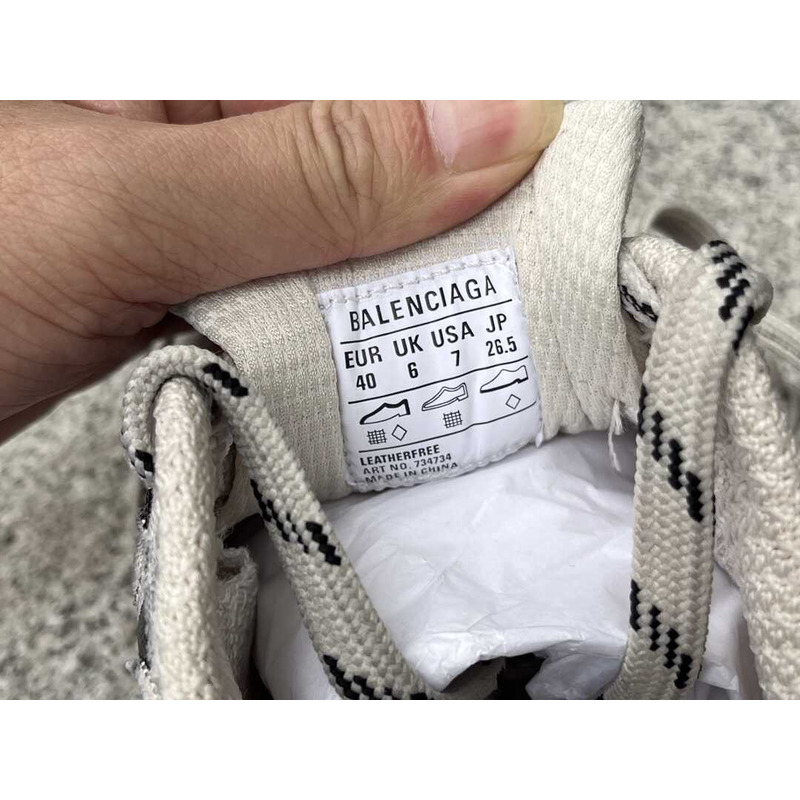 BALENCIAGA
EUR UK USA JP
40 6 7 26.5
LEATHERFREE
ART NO. 734734
MADE IN CHINA